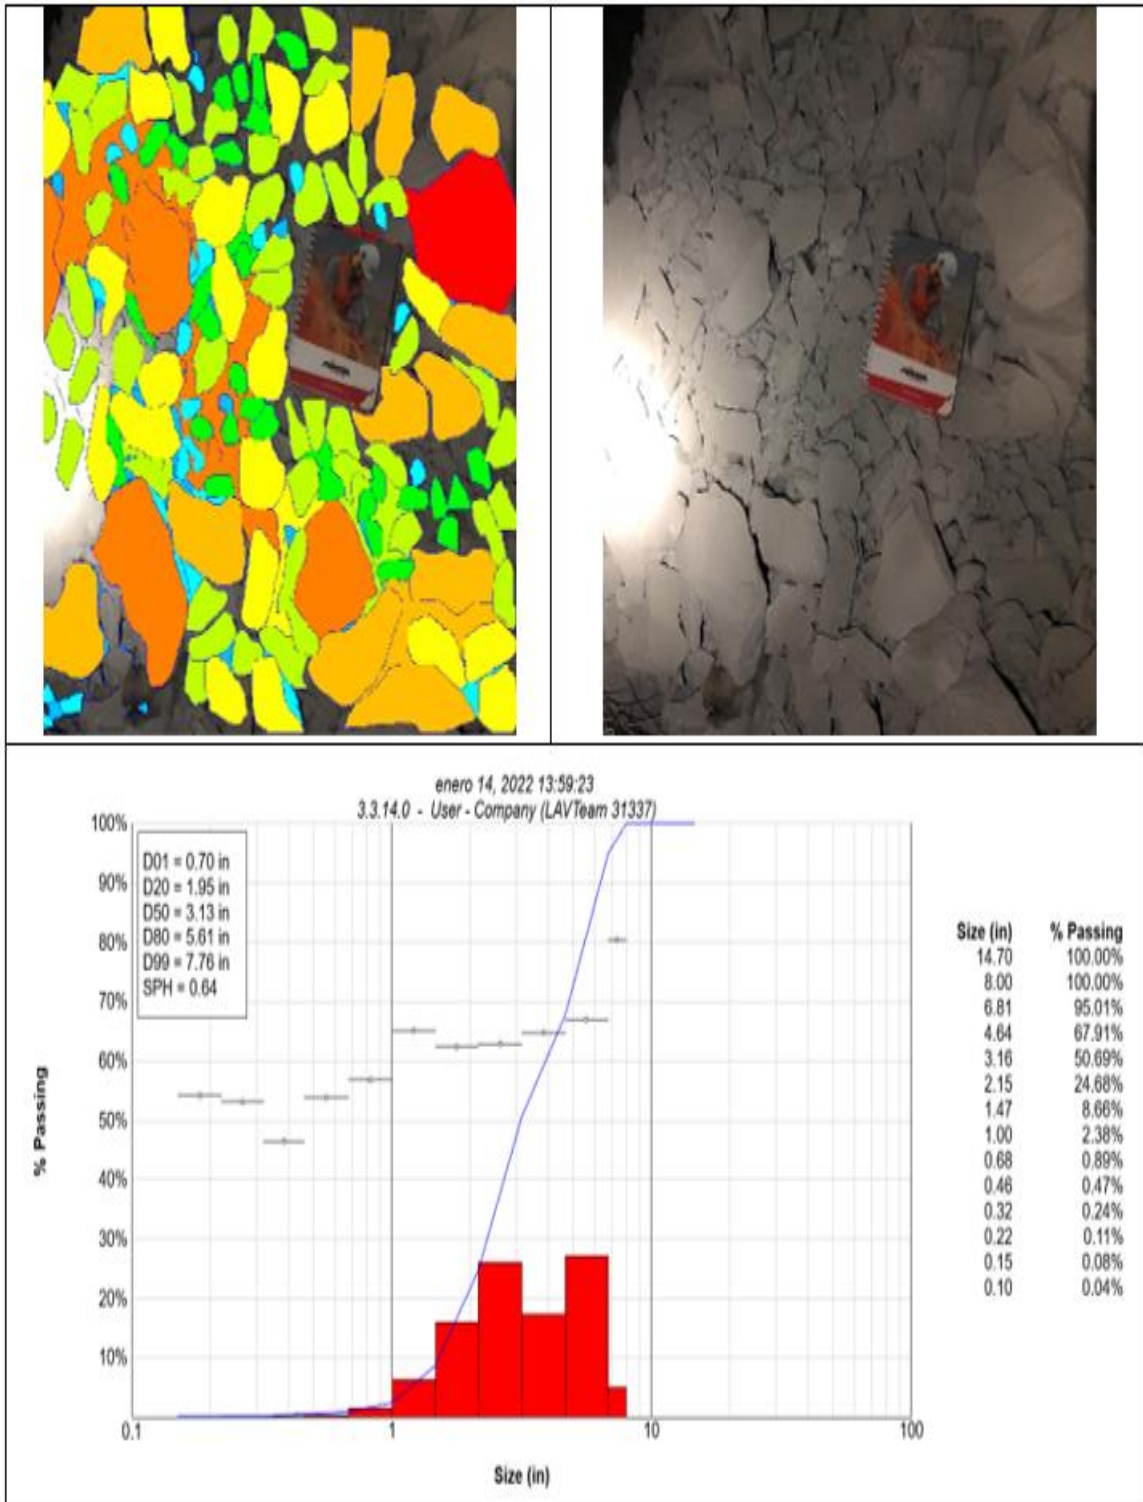 enero 14, 2022 13:59:23
3.3.14.0 - User - Company (LAVTeam 31337)
100%
90%
80%
70%
60%
50%
40%
30%
20%
10%
% Passing
D01 = 0.70 in
D20 = 1.95 in
D50 = 3.13 in
D80 = 5.61 in
D99 = 7.76 in
SPH = 0.64
0.1 1 10 100
Size (in)
Size (in) % Passing
14.70 100.00%
8.00 100.00%
6.81 95.01%
4.64 67.91%
3.16 50.69%
2.15 24.68%
1.47 8.66%
1.00 2.38%
0.68 0.89%
0.46 0.47%
0.32 0.24%
0.22 0.11%
0.15 0.08%
0.10 0.04%